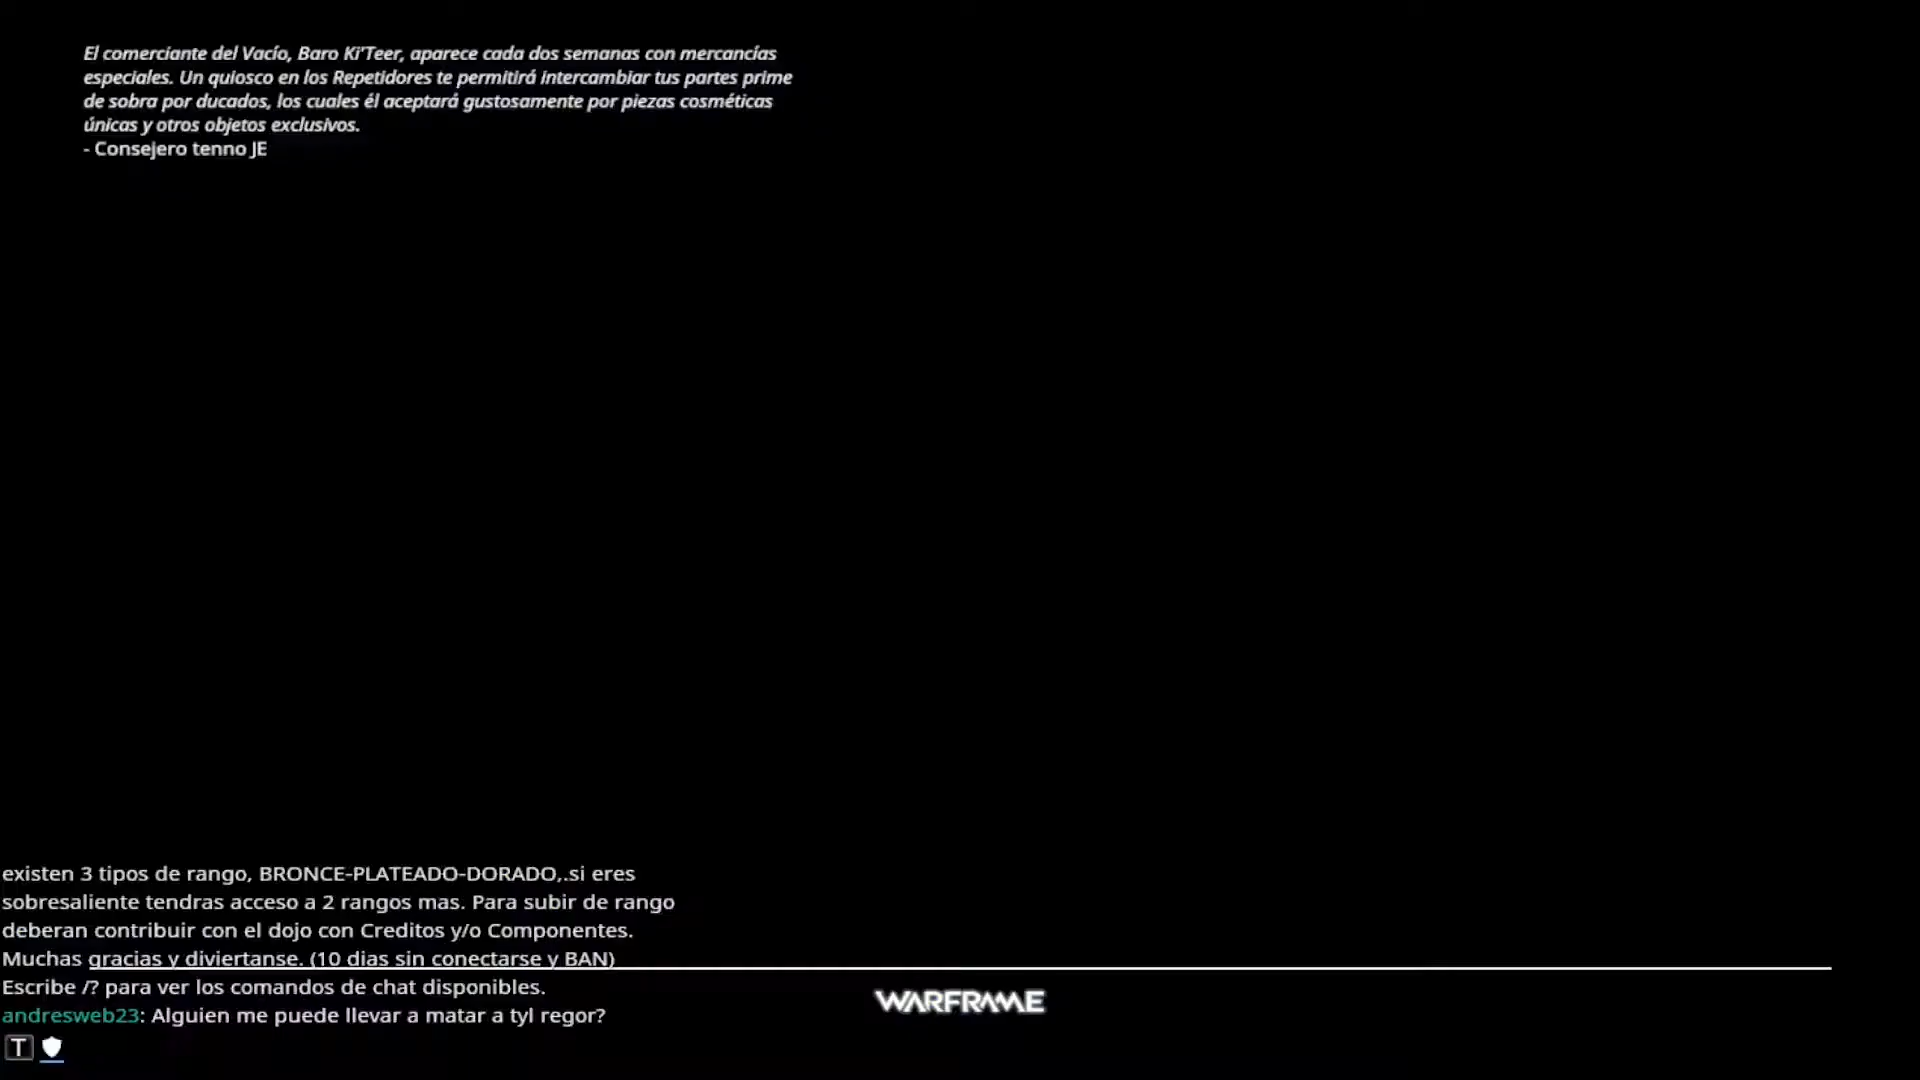 El comerciante del Vacío, Baro Ki'Teer, aparece cada dos semanas con mercancías
especiales. Un quiosco en los Repetidores te permitirá intercambiar tus partes prime
de sobra por ducados, los cuales él aceptará gustosamente por piezas cosméticas
únicas y otros objetos exclusivos.
- Consejero tenno JE
existen 3 tipos de rango, BRONCE-PLATEADO-DORADO,.si eres
sobresaliente tendras acceso a 2 rangos mas. Para subir de rango
deberan contribuir con el dojo con Creditos y/o Componentes.
Muchas gracias y diviertanse. (10 dias sin conectarse y BAN)
Escribe /? para ver los comandos de chat disponibles.
andresweb23: Alguien me puede llevar a matar a tyl regor?
T
WARFRAME